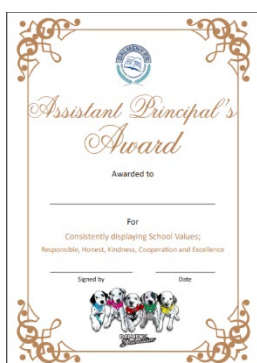 DALMENY P.S.
Assistant Principal's
Award
Awarded to
For
Consistently displaying School Values;
Responsible, Honest, Kindness, Cooperation and Excellence
Signed by
Date